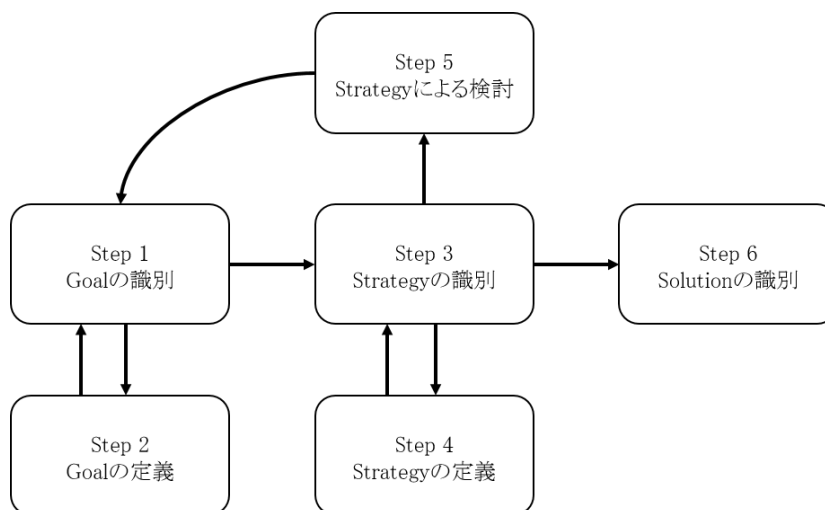 Step 5
Strategyによる検討
Step 1
Goalの識別
Step 3
Strategyの識別
Step 6
Solutionの識別
Step 2
Goalの定義
Step 4
Strategyの定義